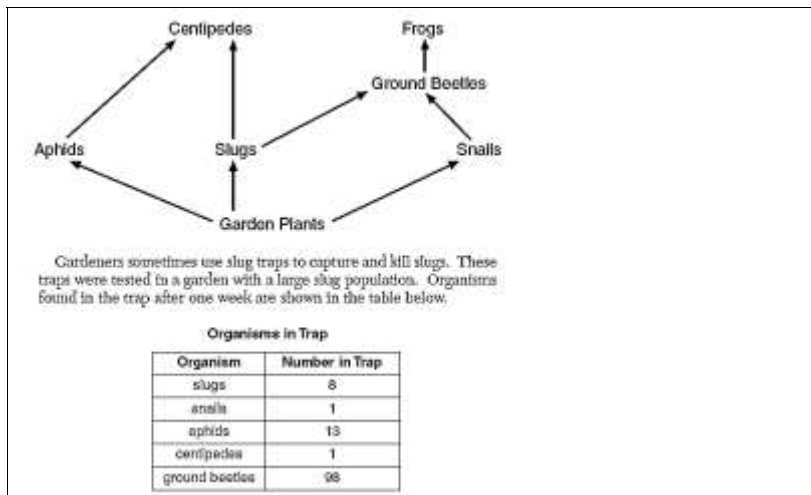 Centipedes Frogs
Ground Beetles
Aphids Slugs Snails
Garden Plants
Gardeners sometimes use slug traps to capture and kill slugs. These
traps were tested in a garden with a large slug population. Organisms
found in the trap after one week are shown in the table below.
Organisms in Trap
Organism Number in Trap
slugs 8
snails 1
aphids 13
centipedes 1
ground beetles 98